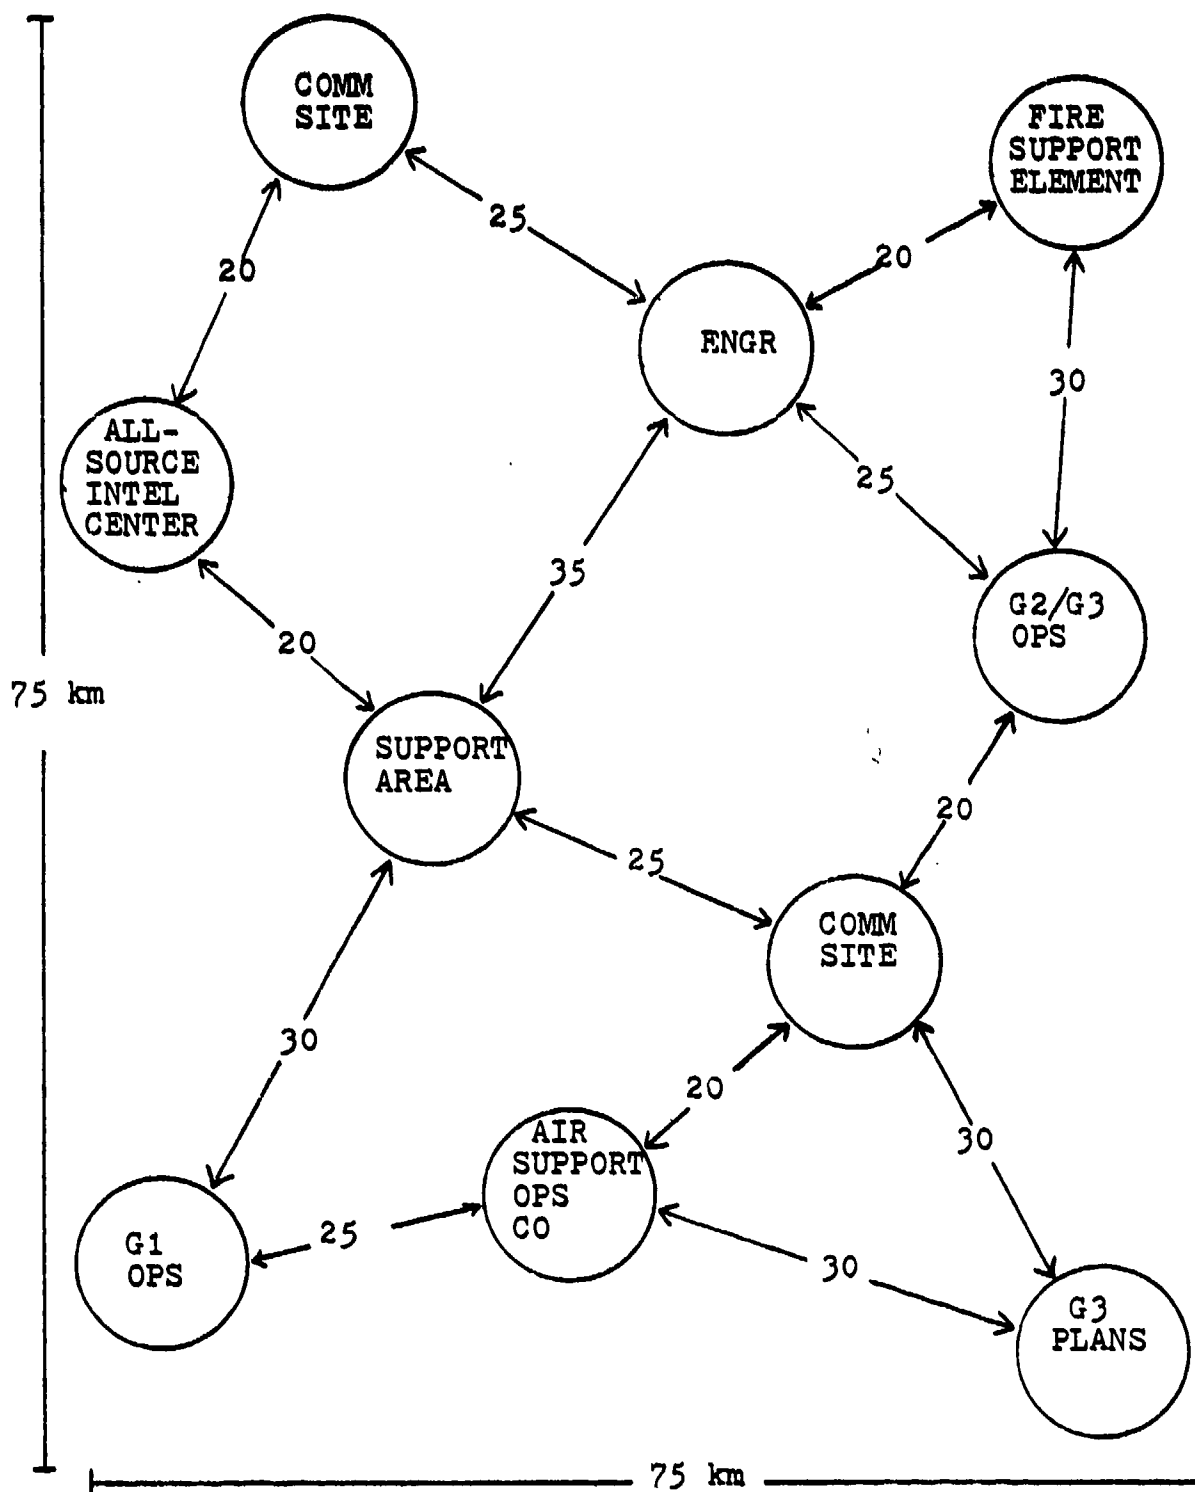 COMM
SITE
FIRE
SUPPORT
ELEMENT
25
20
20
ENGR
30
ALL-
SOURCE
INTEL
CENTER
25
35
G2/G3
OPS
20
75 km
SUPPORT
AREA
20
25
COMM
SITE
30
20
30
AIR
SUPPORT
OPS
CO
25
G1
OPS
30
G3
PLANS
75 km